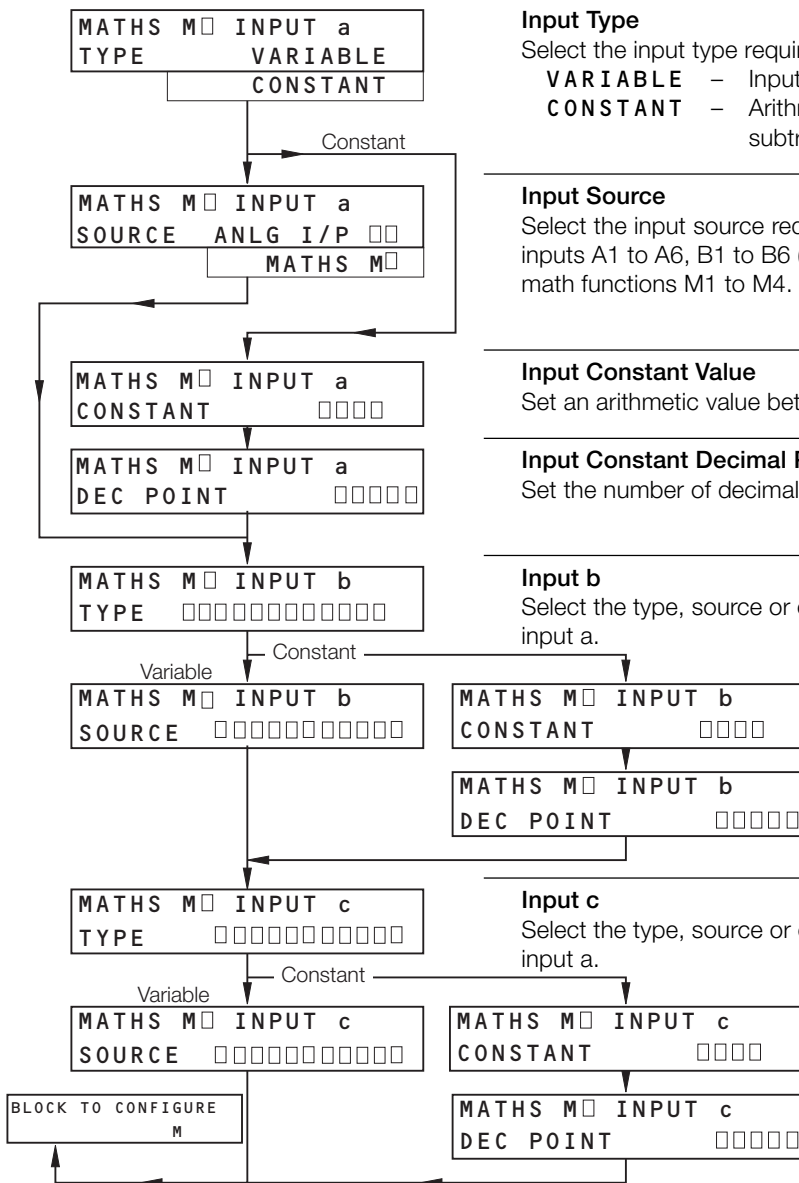 MATHS M□ INPUT a
TYPE VARIABLE
CONSTANT
Constant
MATHS M□ INPUT a
SOURCE ANLG I/P □□
MATHS M□
MATHS M□ INPUT a
CONSTANT □□□□
MATHS M□ INPUT a
DEC POINT □□□□□
MATHS M□ INPUT b
TYPE □□□□□□□□□□□□
Constant
Variable
MATHS M□ INPUT b
SOURCE □□□□□□□□□□□
MATHS M□ INPUT b
CONSTANT □□□□
MATHS M□ INPUT b
DEC POINT □□□□□
MATHS M□ INPUT c
TYPE □□□□□□□□□□□
Constant
Variable
MATHS M□ INPUT c
SOURCE □□□□□□□□□□□
MATHS M□ INPUT c
CONSTANT □□□□
MATHS M□ INPUT c
DEC POINT □□□□□
BLOCK TO CONFIGURE
M
Input Type
Select the input type
VARIABLE – Input
CONSTANT –
Input Source
Select the input source
inputs A1 to A6, B1 to B6
math functions M1 to M4.
Input Constant Value
Set an arithmetic value
Input Constant Decimal
Set the number of decimal
Input b
Select the type, source or
input a.
Input c
Select the type, source or
input a.